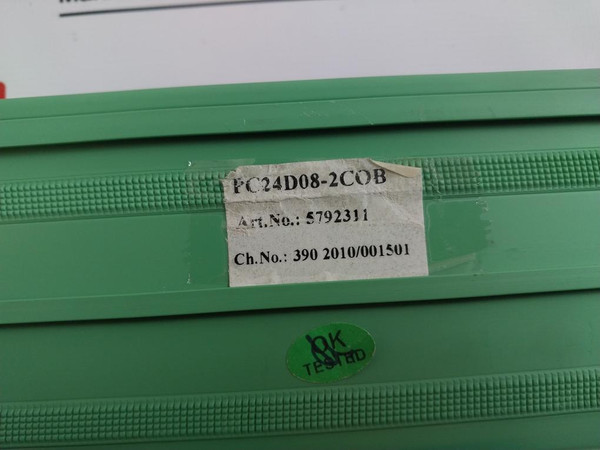 PC24D08-2COB
Art.No.: 5792311
Ch.No.: 390 2010/001501
OK
TESTED